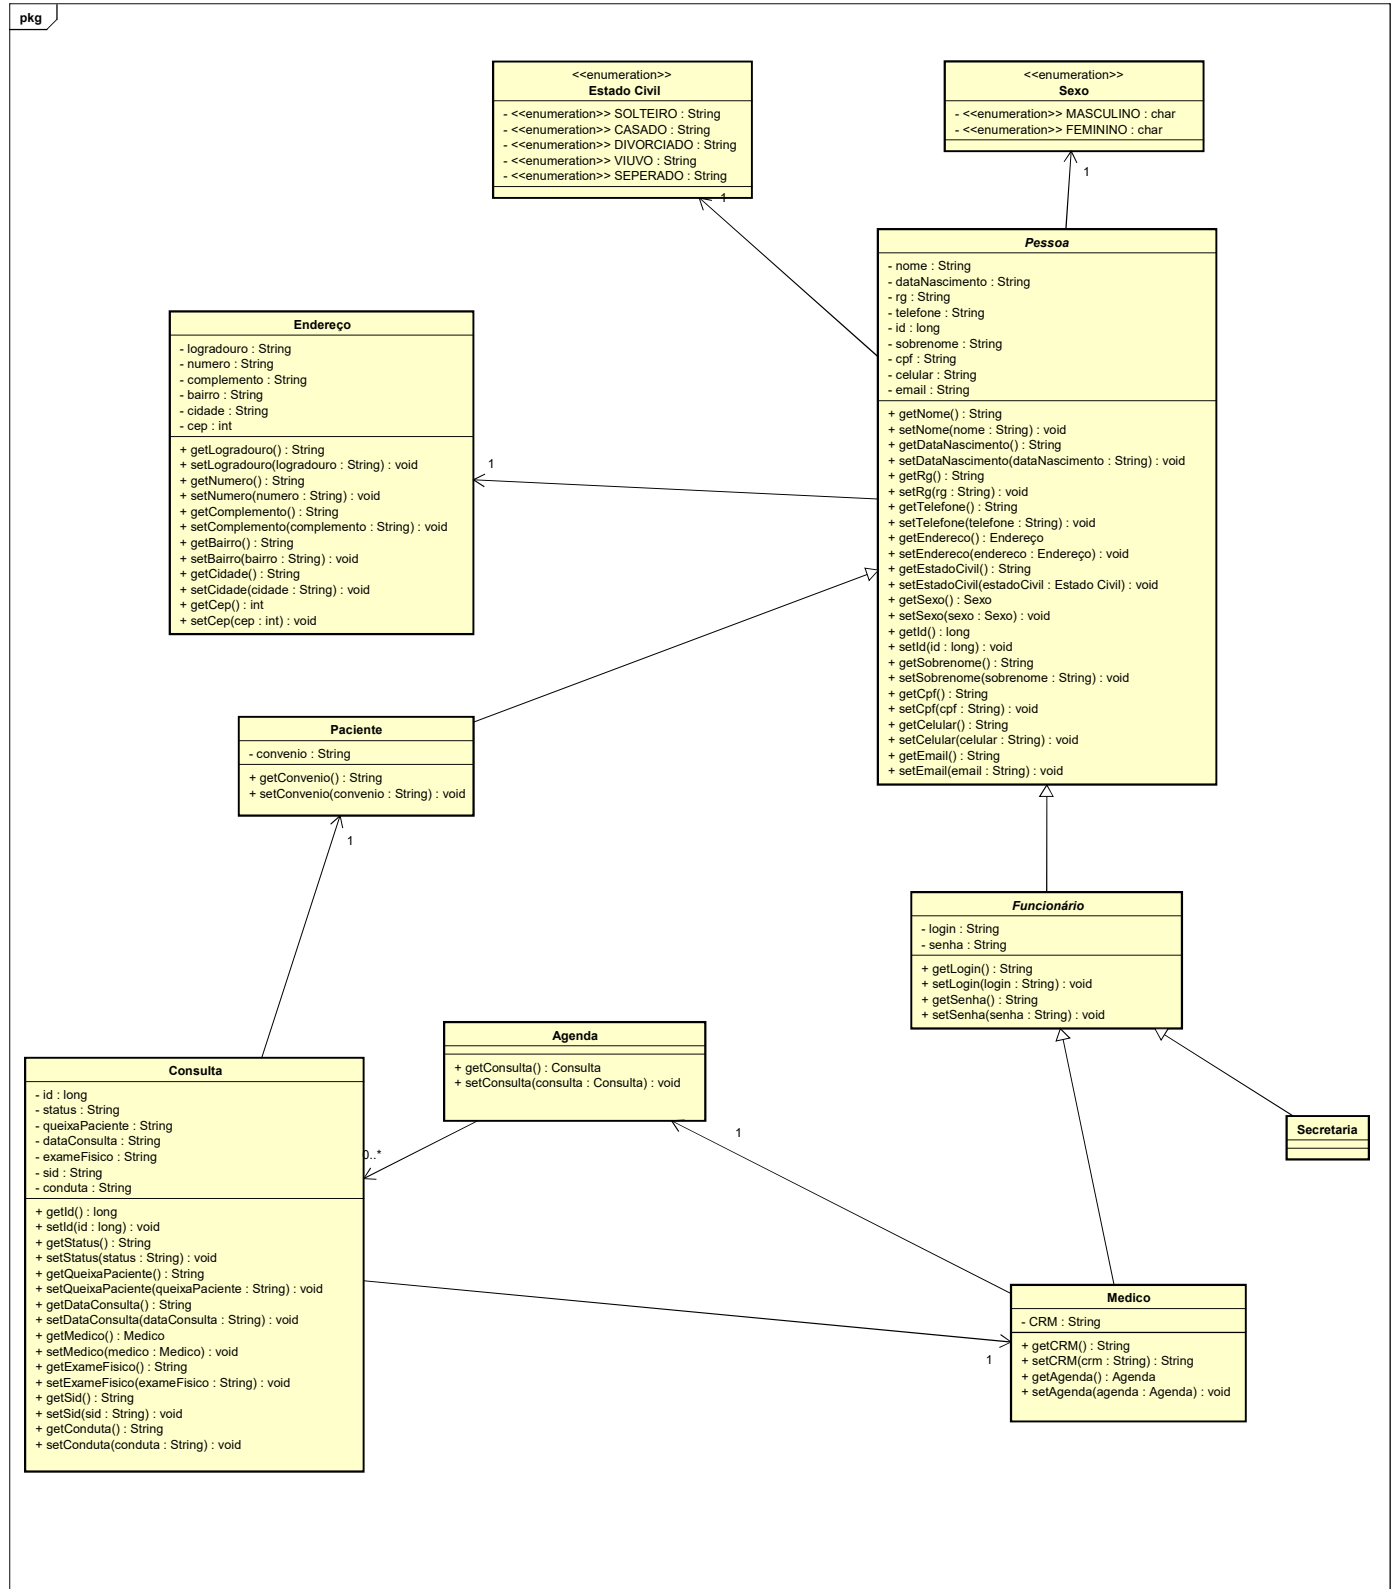 pkg
<<enumeration>>
Estado Civil
- <<enumeration>> SOLTEIRO : String
- <<enumeration>> CASADO : String
- <<enumeration>> DIVORCIADO : String
- <<enumeration>> VIUVO : String
- <<enumeration>> SEPERADO : String
1
<<enumeration>>
Sexo
- <<enumeration>> MASCULINO : char
- <<enumeration>> FEMININO : char
1
Pessoa
- nome : String
- dataNascimento : String
- rg : String
- telefone : String
- id : long
- sobrenome : String
- cpf : String
- celular : String
- email : String
+ getNome() : String
+ setNome(nome : String) : void
+ getDataNascimento() : String
+ setDataNascimento(dataNascimento : String) : void
+ getRg() : String
+ setRg(rg : String) : void
+ getTelefone() : String
+ setTelefone(telefone : String) : void
+ getEndereco() : Endereço
+ setEndereco(endereco : Endereço) : void
+ getEstadoCivil() : String
+ setEstadoCivil(estadoCivil : Estado Civil) : void
+ getSexo() : Sexo
+ setSexo(sexo : Sexo) : void
+ getId() : long
+ setId(id : long) : void
+ getSobrenome() : String
+ setSobrenome(sobrenome : String) : void
+ getCpf() : String
+ setCpf(cpf : String) : void
+ getCelular() : String
+ setCelular(celular : String) : void
+ getEmail() : String
+ setEmail(email : String) : void
Endereço
- logradouro : String
- numero : String
- complemento : String
- bairro : String
- cidade : String
- cep : int
+ getLogradouro() : String
+ setLogradouro(logradouro : String) : void
+ getNumero() : String
+ setNumero(numero : String) : void
+ getComplemento() : String
+ setComplemento(complemento : String) : void
+ getBairro() : String
+ setBairro(bairro : String) : void
+ getCidade() : String
+ setCidade(cidade : String) : void
+ getCep() : int
+ setCep(cep : int) : void
1
Paciente
- convenio : String
+ getConvenio() : String
+ setConvenio(convenio : String) : void
1
Funcionário
- login : String
- senha : String
+ getLogin() : String
+ setLogin(login : String) : void
+ getSenha() : String
+ setSenha(senha : String) : void
Agenda
+ getConsulta() : Consulta
+ setConsulta(consulta : Consulta) : void
1
0..*
Secretaria
Consulta
- id : long
- status : String
- queixaPaciente : String
- dataConsulta : String
- exameFisico : String
- sid : String
- conduta : String
+ getId() : long
+ setId(id : long) : void
+ getStatus() : String
+ setStatus(status : String) : void
+ getQueixaPaciente() : String
+ setQueixaPaciente(queixaPaciente : String) : void
+ getDataConsulta() : String
+ setDataConsulta(dataConsulta : String) : void
+ getMedico() : Medico
+ setMedico(medico : Medico) : void
+ getExameFisico() : String
+ setExameFisico(exameFisico : String) : void
+ getSid() : String
+ setSid(sid : String) : void
+ getConduta() : String
+ setConduta(conduta : String) : void
Medico
- CRM : String
+ getCRM() : String
+ setCRM(crm : String) : String
+ getAgenda() : Agenda
+ setAgenda(agenda : Agenda) : void
1